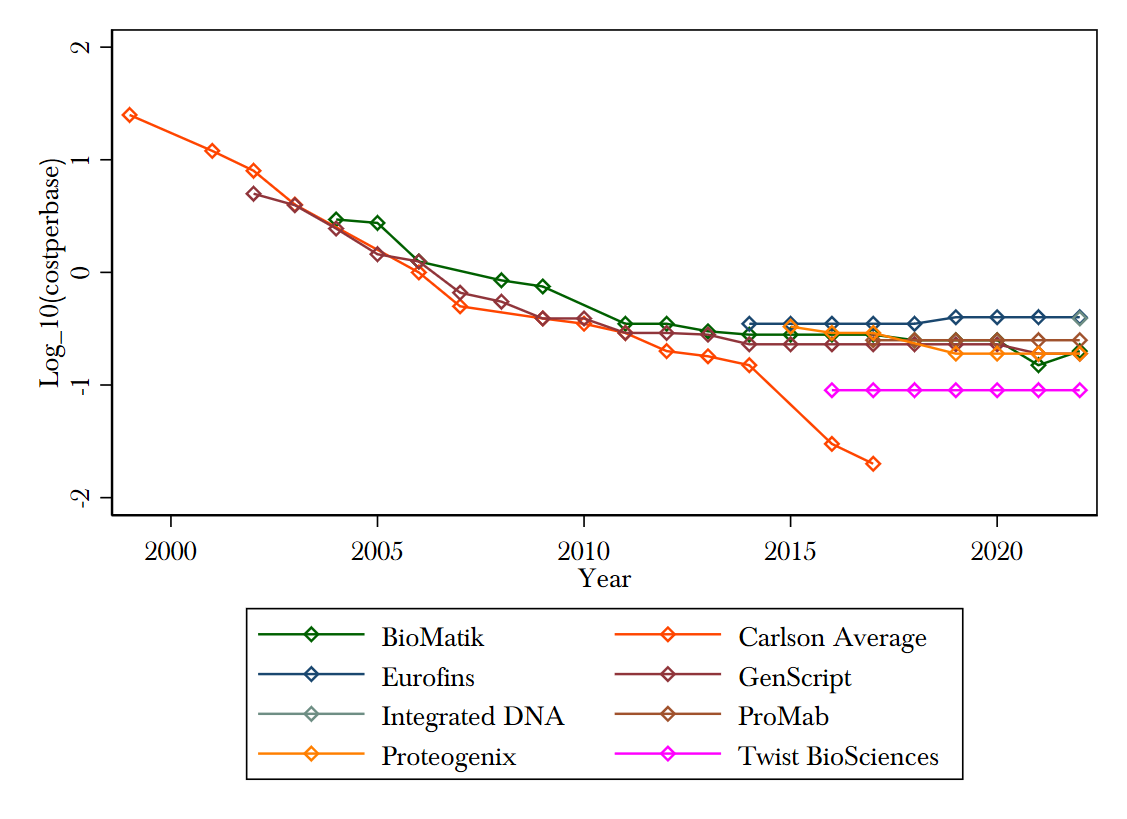 Log_10(costperbase)
2
1
0
-1
-2
2000 2005 2010 2015 2020
Year
BioMatik Carlson Average
Eurofins GenScript
Integrated DNA ProMab
Proteogenix Twist BioSciences